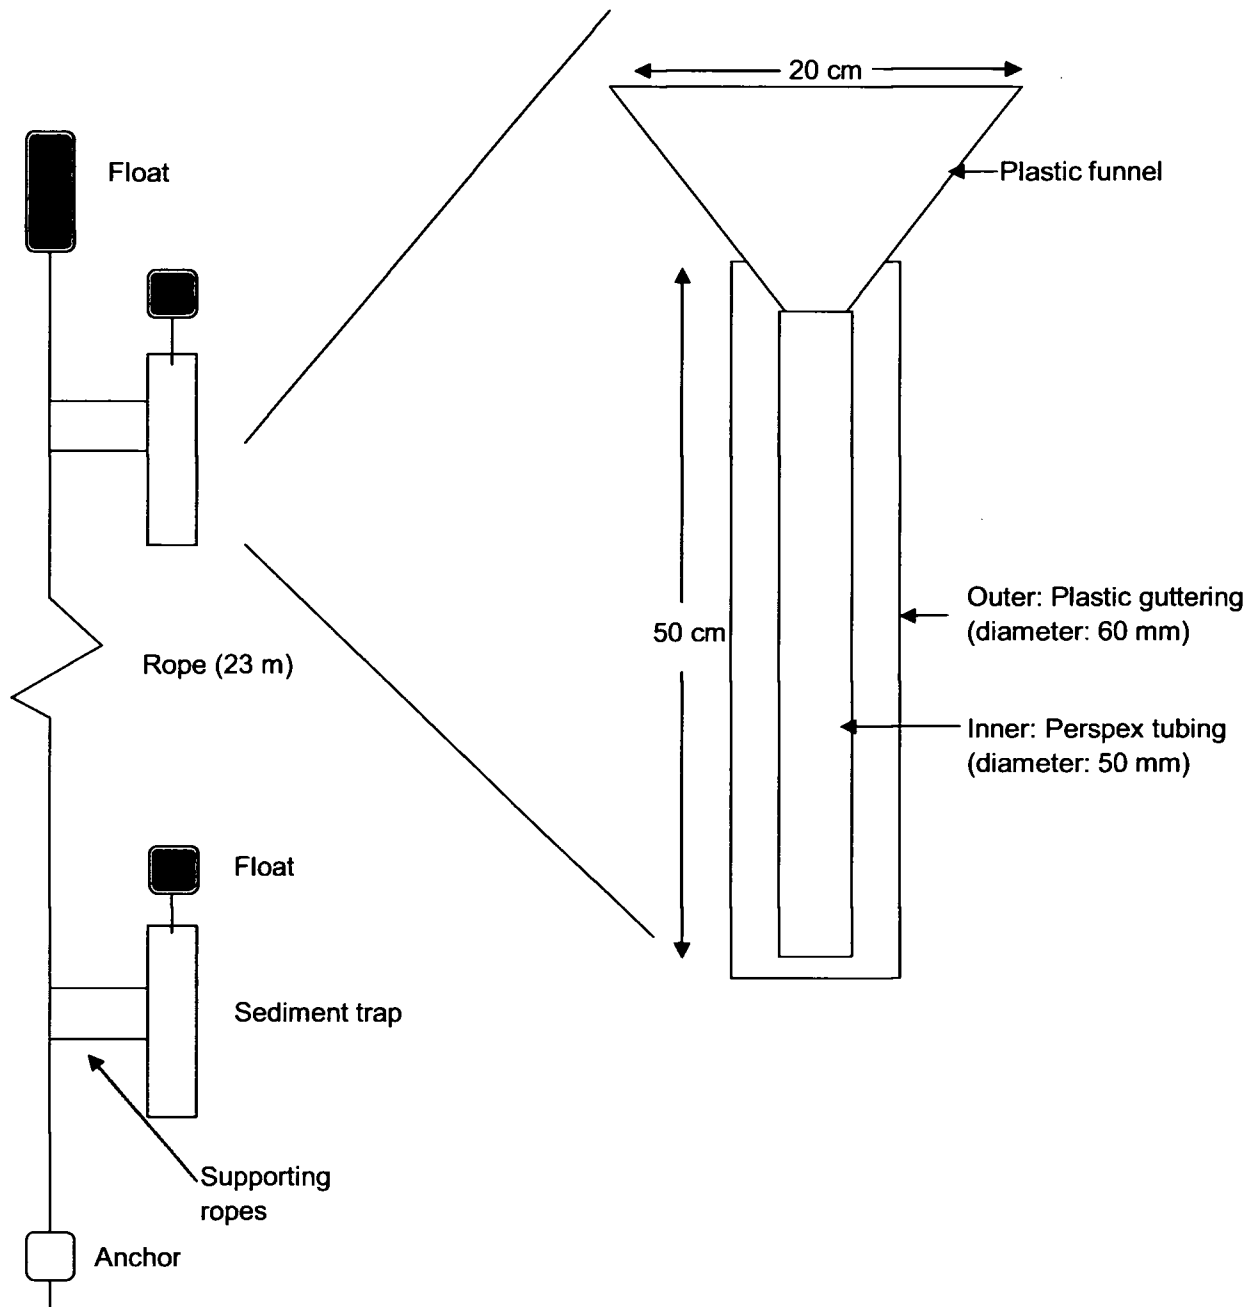 20 cm
Plastic funnel
Float
50 cm
Outer: Plastic guttering
(diameter: 60 mm)
Rope (23 m)
Inner: Perspex tubing
(diameter: 50 mm)
Float
Sediment trap
Supporting
ropes
Anchor